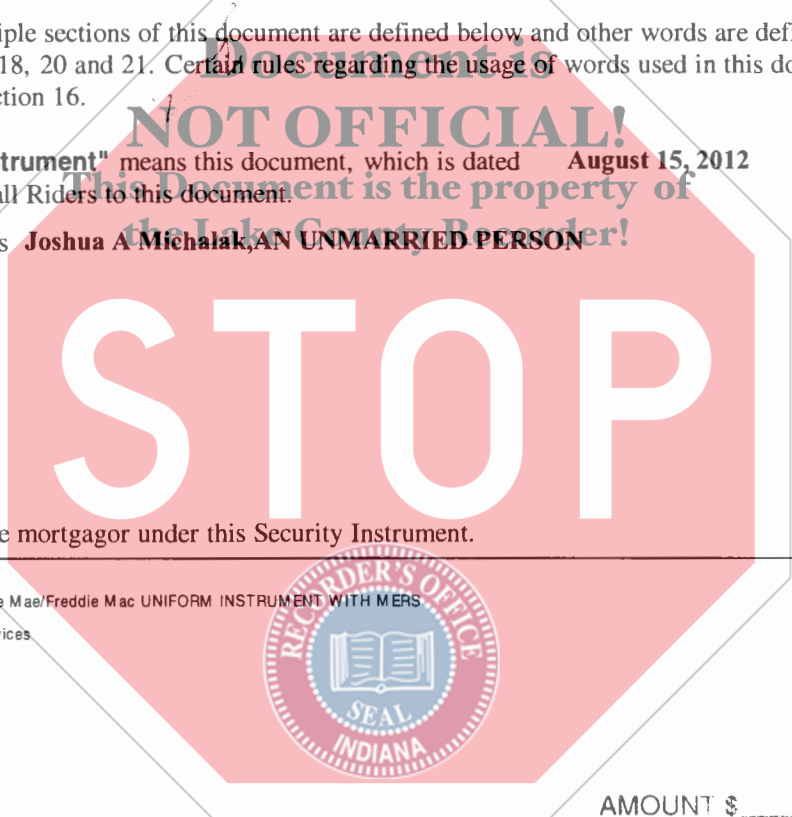 iple sections of this document are defined below and other words are defi
18, 20 and 21. Certain rules regarding the usage of words used in this do
ction 16.
Document is
NOT OFFICIAL!
This Document is the property of
the Lake County Recorder!
trument" means this document, which is dated August 15, 2012
all Riders to this document.
s Joshua A Michalak,AN UNMARRIED PERSON
STOP
e mortgagor under this Security Instrument.
e Mae/Freddie Mac UNIFORM INSTRUMENT WITH MERS
vices
RECORDER'S OFFICE
SEAL
INDIANA
AMOUNT $